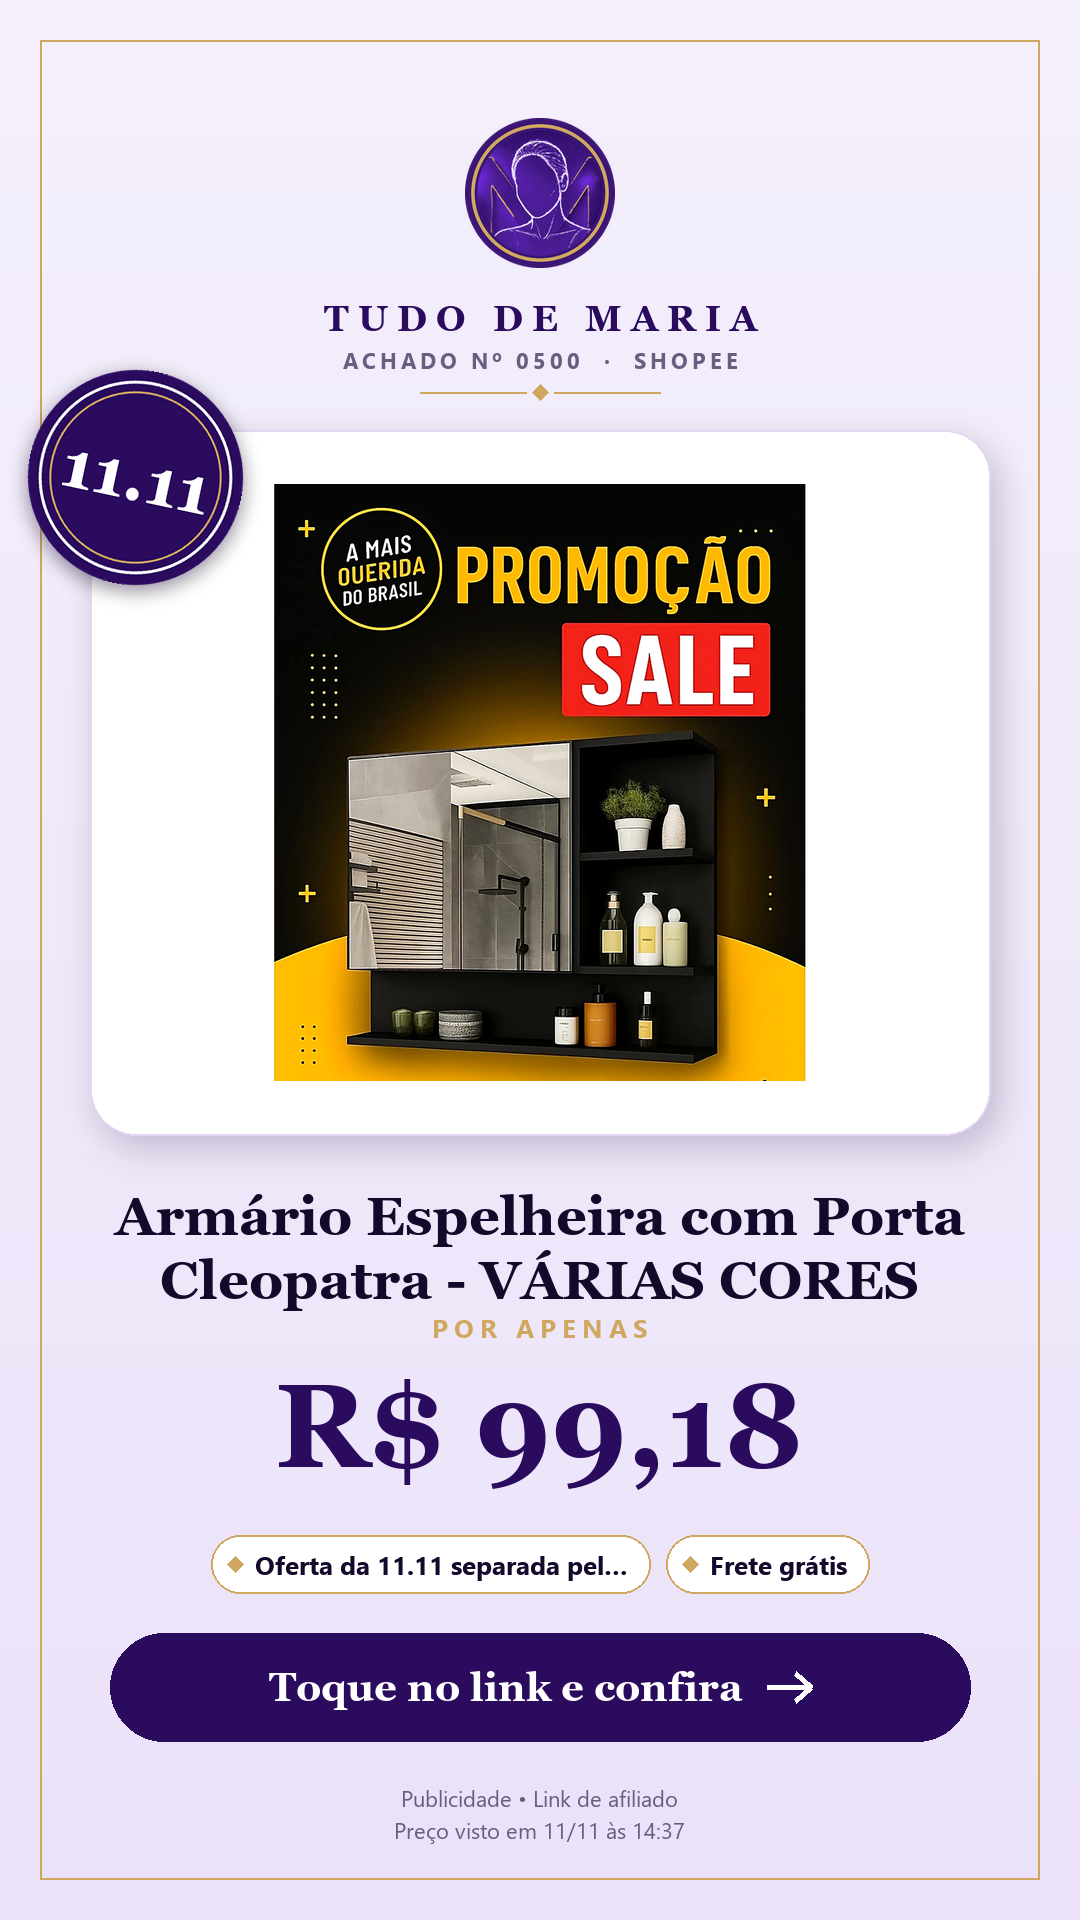 TUDO DE MARIA
ACHADO Nº 0500 · SHOPEE
11.11
A MAIS
QUERIDA
DO BRASIL
PROMOÇÃO
SALE
Armário Espelheira com Porta
Cleopatra - VÁRIAS CORES
POR APENAS
R$ 99,18
Oferta da 11.11 separada pel...
Frete grátis
Toque no link e confira →
Publicidade • Link de afiliado
Preço visto em 11/11 às 14:37